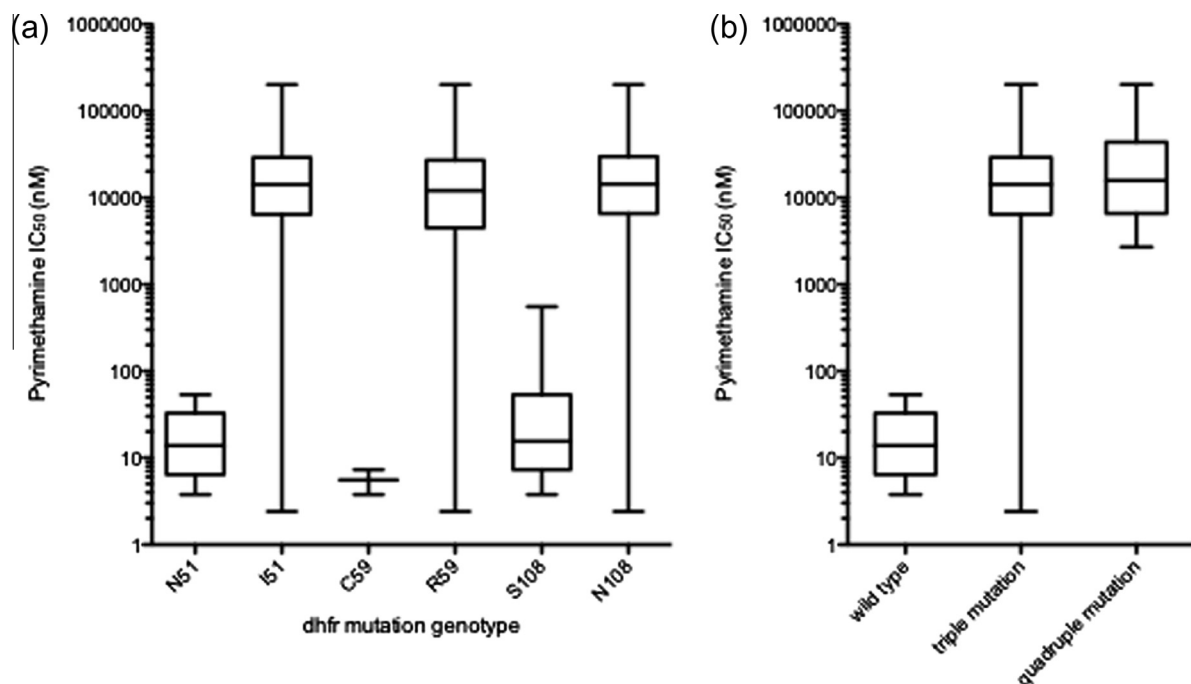 (a)
Pyrimethamine IC50 (nM)
1000000
100000
10000
1000
100
10
1
N51
I51
C59
R59
S108
N108
dhfr mutation genotype
(b)
Pyrimethamine IC50 (nM)
1000000
100000
10000
1000
100
10
1
wild type
triple mutation
quadruple mutation